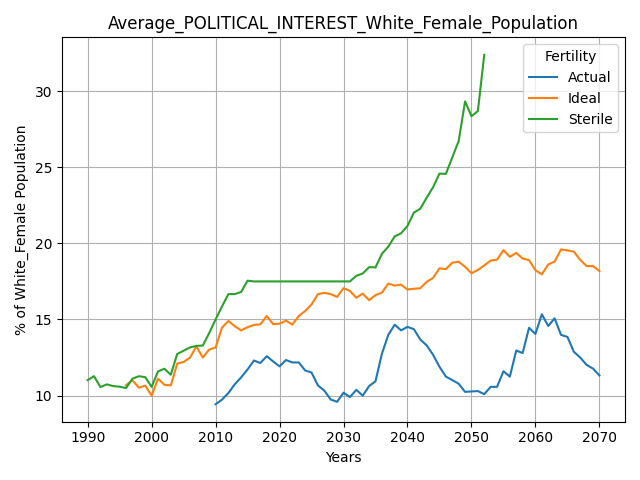 Average_POLITICAL_INTEREST_White_Female_Population
Fertility
Actual
Ideal
Sterile
% of White_Female Population
30
25
20
15
10
1990 2000 2010 2020 2030 2040 2050 2060 2070
Years